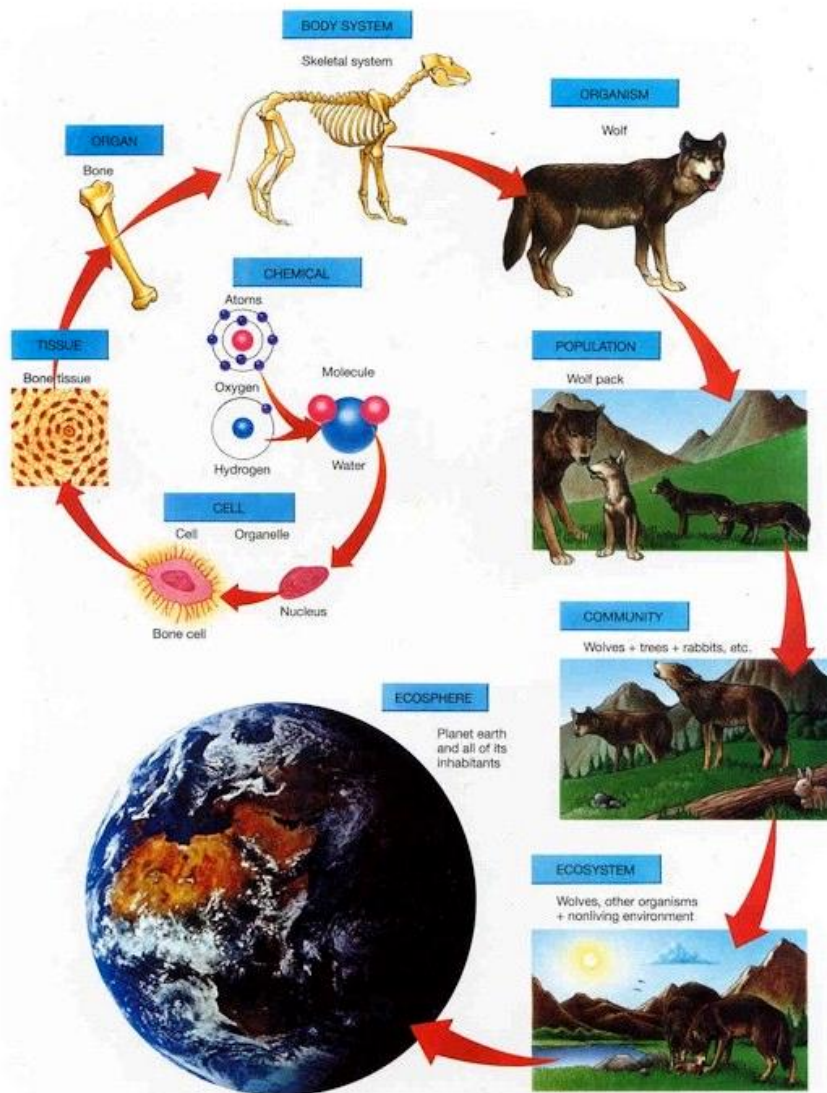 BODY SYSTEM
Skeletal system
ORGANISM
Wolf
ORGAN
Bone
CHEMICAL
Atoms
Oxygen
Hydrogen
Molecule
Water
TISSUE
Bone tissue
CELL
Cell
Organelle
Nucleus
Bone cell
POPULATION
Wolf pack
COMMUNITY
Wolves + trees + rabbits, etc.
ECOSYSTEM
Wolves, other organisms
+ nonliving environment
ECOSPHERE
Planet earth
and all of its
inhabitants